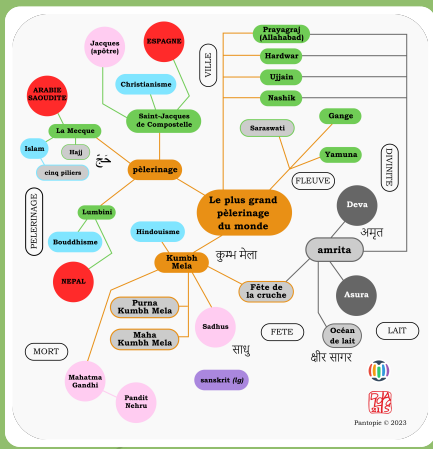 Jacques
(apôtre)
ESPAGNE
VILLE
Prayagraj
(Allahabad)
Hardwar
Ujjain
Nashik
Christianisme
ARABIE
SAOUDITE
Saint-Jacques
de Compostelle
La Mecque
Islam
Hajj
حَجّ
cinq piliers
Saraswati
Gange
Yamuna
FLEUVE
DIVINITE
pèlerinage
PELERINAGE
Le plus grand
pèlerinage
du monde
Deva
अमृत
Lumbini
Bouddhisme
NEPAL
Hindouisme
Kumbh
Mela
कुम्भ मेला
amrita
Fête de
la cruche
Asura
Purna
Kumbh Mela
Maha
Kumbh Mela
Sadhus
साधु
FETE
Océan
de lait
LAIT
क्षीर सागर
MORT
Mahatma
Gandhi
Pandit
Nehru
sanskrit (lg)
Pantopie © 2023